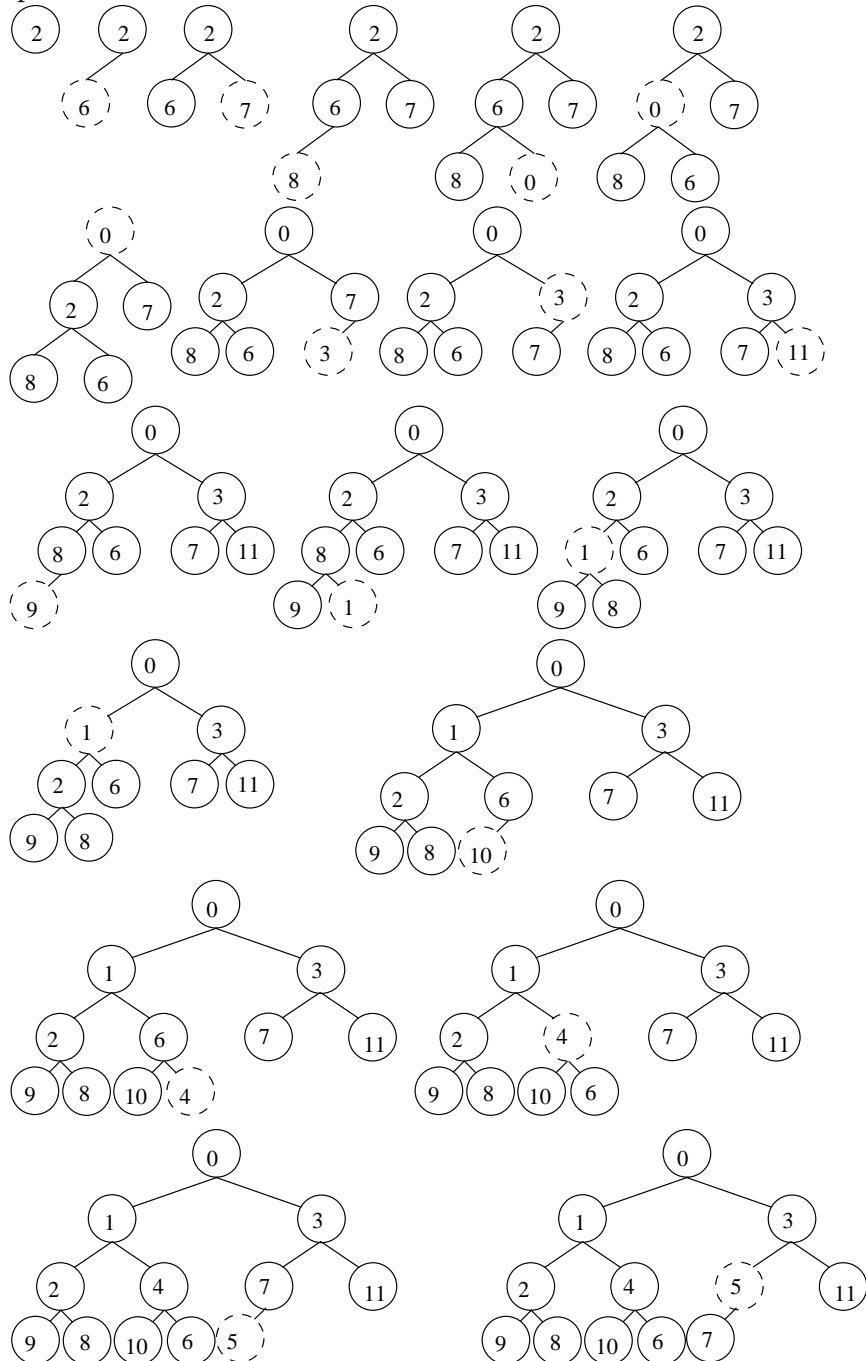 2 2 2 2 2 2
6 6 7 6 7 6 7 0 7
8 8 0 8 6
0 0 0 0
2 7 2 7 2 3 2 3
8 6 8 6 3 8 6 7 8 6 7 11
0 0 0
2 3 2 3 2 3
8 6 7 11 8 6 7 11 1 6 7 11
9 9 1 9 8
0 0
1 3 1 3
2 6 7 11 2 6 7 11
9 8 9 8 10
0 0
1 3 1 3
2 6 7 11 2 4 7 11
9 8 10 4 9 8 10 6
0 0
1 3 1 3
2 4 7 11 2 4 5 11
9 8 10 6 5 9 8 10 6 7